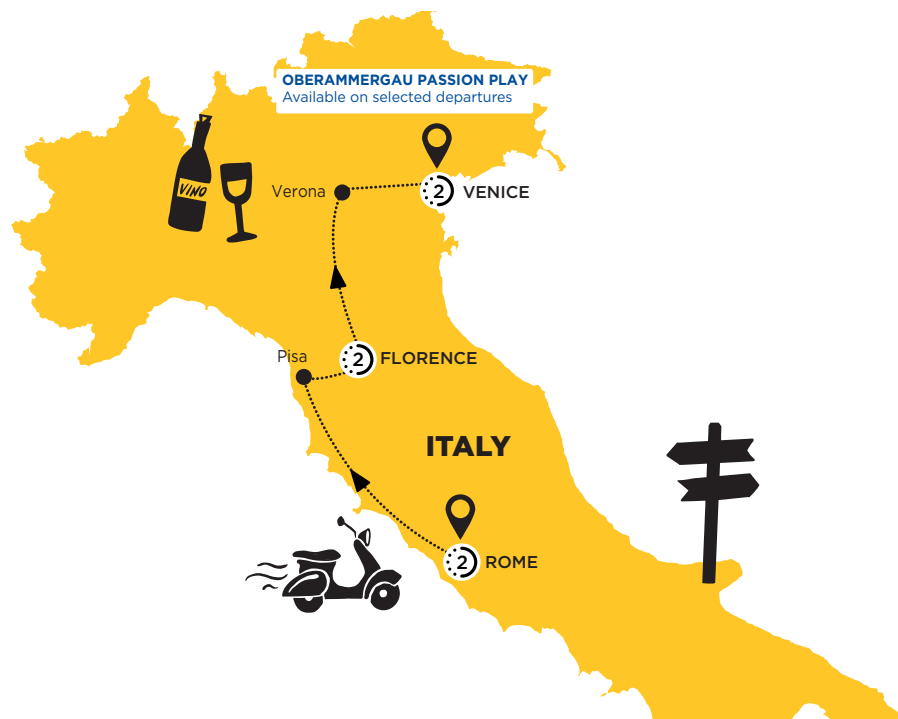 OBERAMMERGAU PASSION PLAY
Available on selected departures
VINO
Verona
2 VENICE
Pisa
2 FLORENCE
ITALY
2 ROME